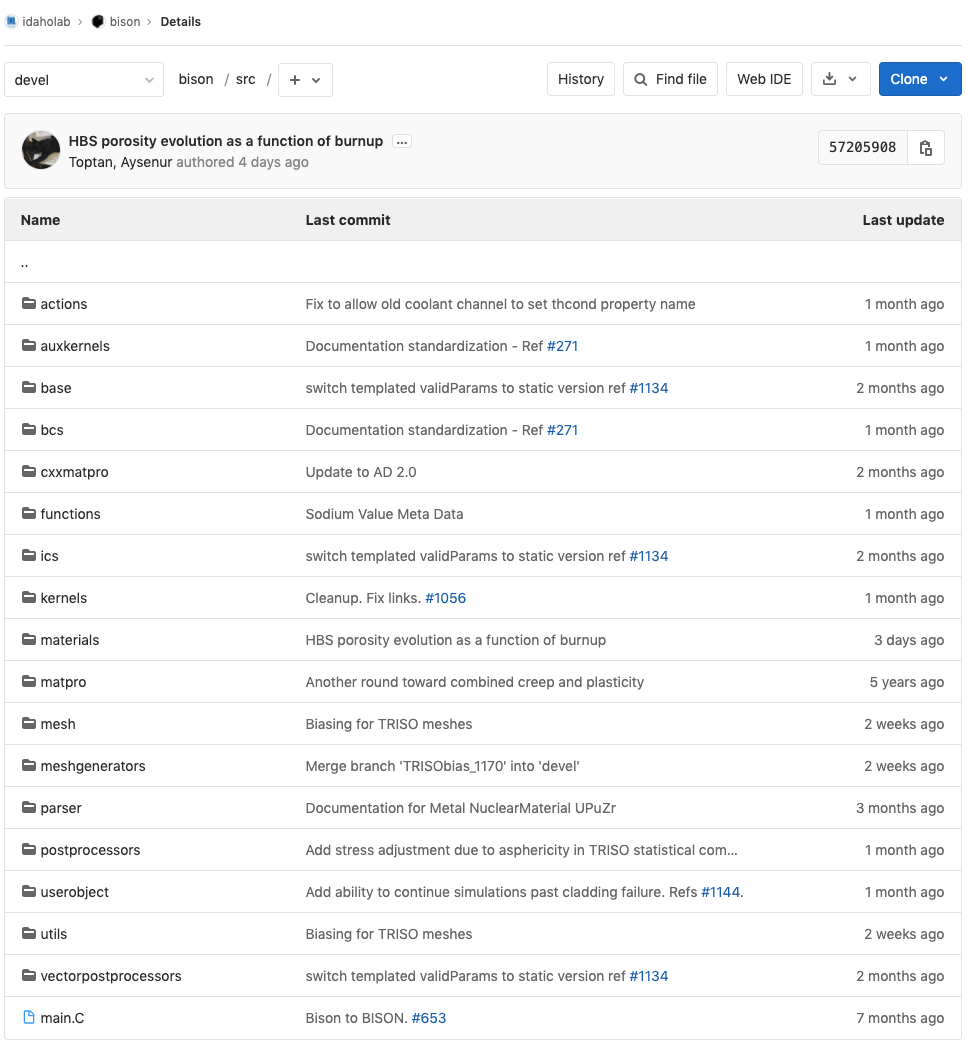 idaholab > bison > Details
devel bison / src / + History Find file Web IDE Clone
HBS porosity evolution as a function of burnup ...
Toptan, Aysenur authored 4 days ago
57205908
Name Last commit Last update
..
actions Fix to allow old coolant channel to set thcond property name 1 month ago
auxkernels Documentation standardization - Ref #271 1 month ago
base switch templated validParams to static version ref #1134 2 months ago
bcs Documentation standardization - Ref #271 1 month ago
cxxmatpro Update to AD 2.0 2 months ago
functions Sodium Value Meta Data 1 month ago
ics switch templated validParams to static version ref #1134 2 months ago
kernels Cleanup. Fix links. #1056 1 month ago
materials HBS porosity evolution as a function of burnup 3 days ago
matpro Another round toward combined creep and plasticity 5 years ago
mesh Biasing for TRISO meshes 2 weeks ago
meshgenerators Merge branch 'TRISObias_1170' into 'devel' 2 weeks ago
parser Documentation for Metal NuclearMaterial UPuZr 3 months ago
postprocessors Add stress adjustment due to asphericity in TRISO statistical com... 1 month ago
userobject Add ability to continue simulations past cladding failure. Refs #1144. 1 month ago
utils Biasing for TRISO meshes 2 weeks ago
vectorpostprocessors switch templated validParams to static version ref #1134 2 months ago
main.C Bison to BISON. #653 7 months ago